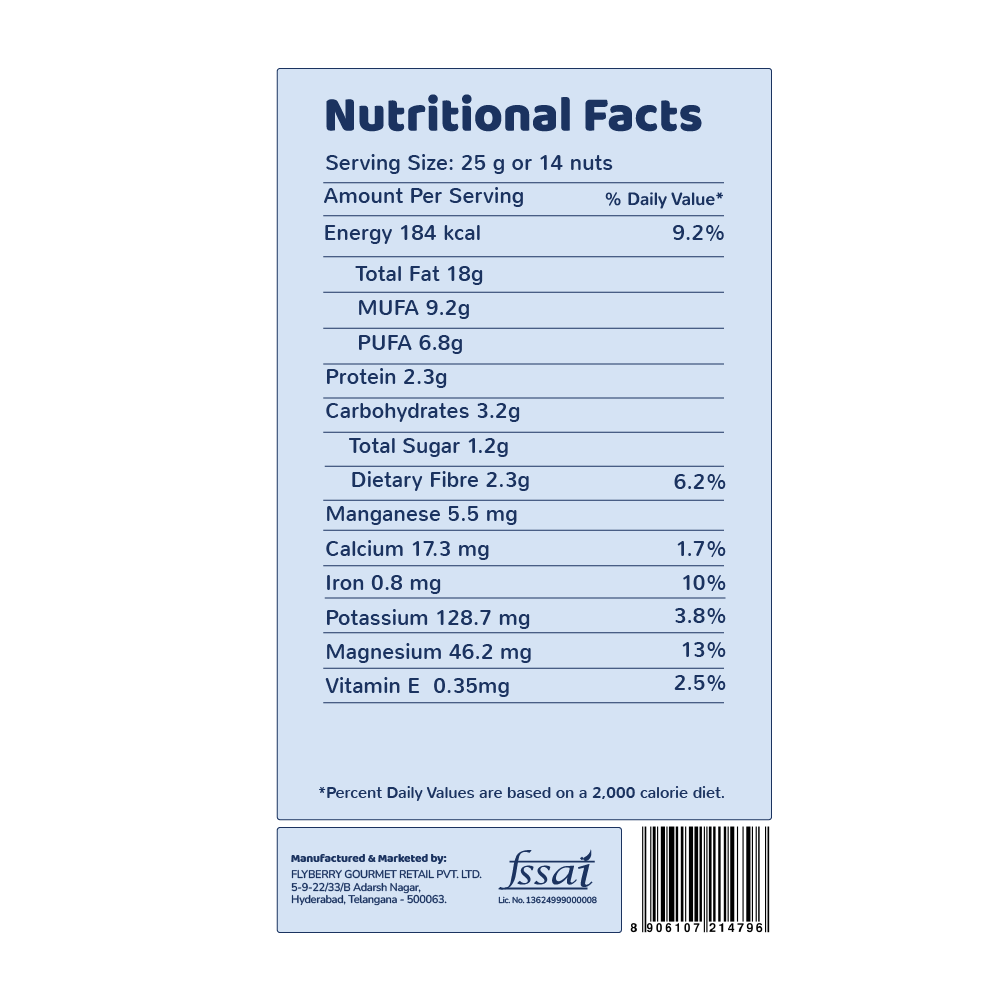 Nutritional Facts
Serving Size: 25 g or 14 nuts
Amount Per Serving % Daily Value*
Energy 184 kcal 9.2%
Total Fat 18g
MUFA 9.2g
PUFA 6.8g
Protein 2.3g
Carbohydrates 3.2g
Total Sugar 1.2g
Dietary Fibre 2.3g 6.2%
Manganese 5.5 mg
Calcium 17.3 mg 1.7%
Iron 0.8 mg 10%
Potassium 128.7 mg 3.8%
Magnesium 46.2 mg 13%
Vitamin E 0.35mg 2.5%
*Percent Daily Values are based on a 2,000 calorie diet.
Manufactured & Marketed by:
FLYBERRY GOURMET RETAIL PVT. LTD.
5-9-22/33/B Adarsh Nagar,
Hyderabad, Telangana - 500063.
fssai
Lic. No. 13624999000008
8 906107 214796